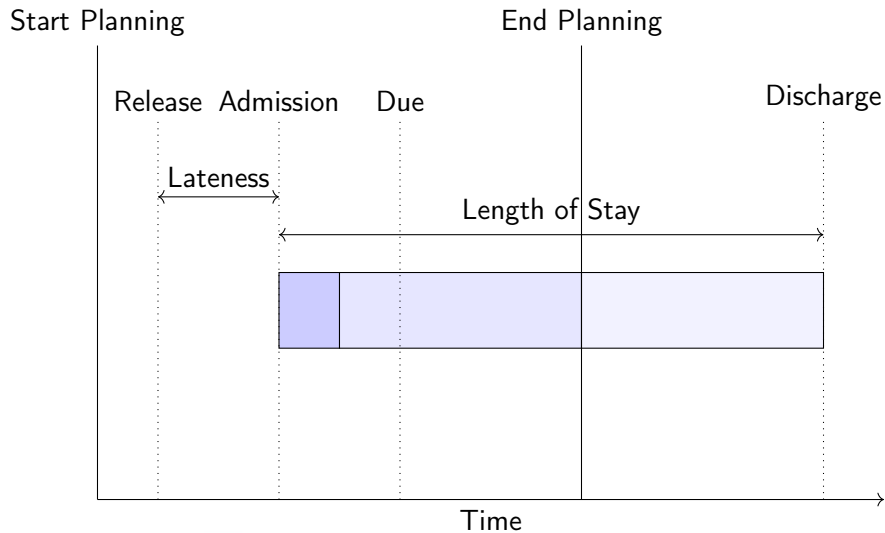 Start Planning
End Planning
Release
Admission
Due
Discharge
Lateness
Length of Stay
Time